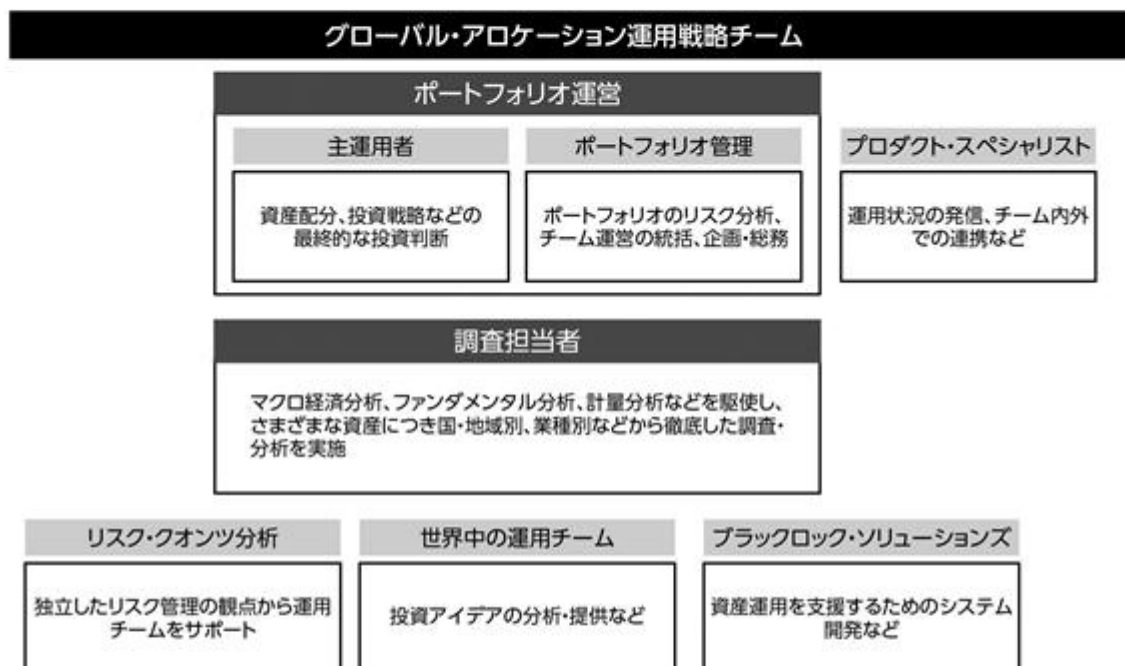 グローバル・アロケーション運用戦略チーム
ポートフォリオ運営
主運用者
資産配分、投資戦略などの
最終的な投資判断
ポートフォリオ管理
ポートフォリオのリスク分析、
チーム運営の統括、企画・総務
プロダクト・スペシャリスト
運用状況の発信、チーム内外
での連携など
調査担当者
マクロ経済分析、ファンダメンタル分析、計量分析などを駆使し、
さまざまな資産につき国・地域別、業種別などから徹底した調査・
分析を実施
リスク・クオンツ分析
独立したリスク管理の観点から運用
チームをサポート
世界中の運用チーム
投資アイデアの分析・提供など
ブラックロック・ソリューションズ
資産運用を支援するためのシステム
開発など